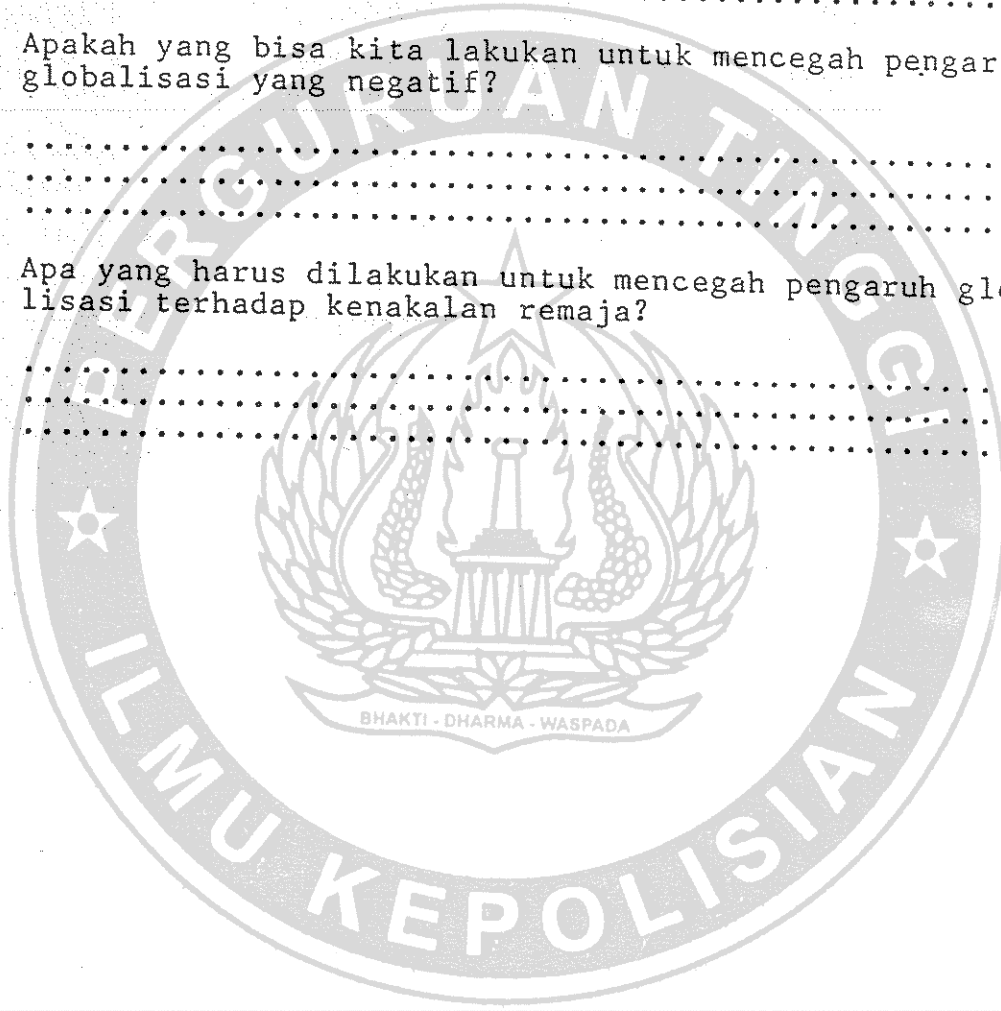 Apakah yang bisa kita lakukan untuk mencegah pengar
globalisasi yang negatif?
Apa yang harus dilakukan untuk mencegah pengaruh glo
lisasi terhadap kenakalan remaja?
PERGURUAN TINGGI
BHAKTI - DHARMA - WASPADA
ILMU KEPOLISIAN